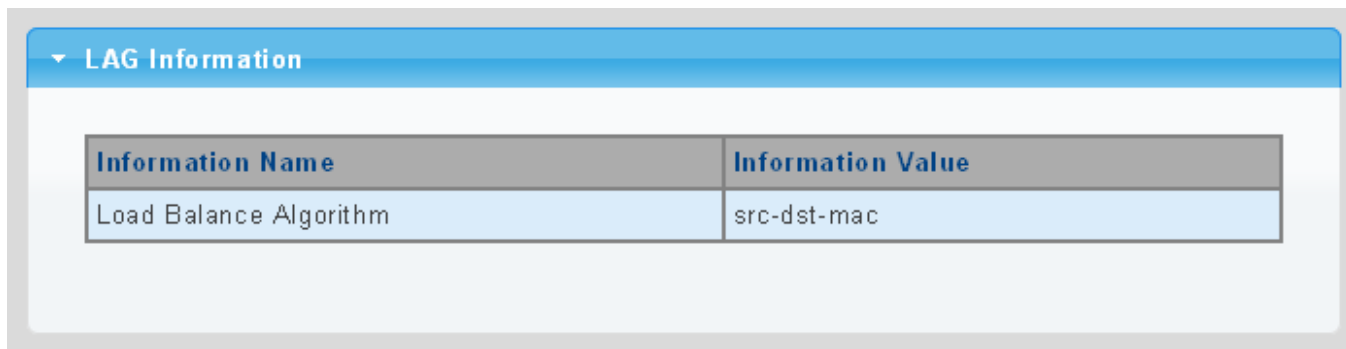 LAG Information
Information Name Information Value
Load Balance Algorithm src-dst-mac